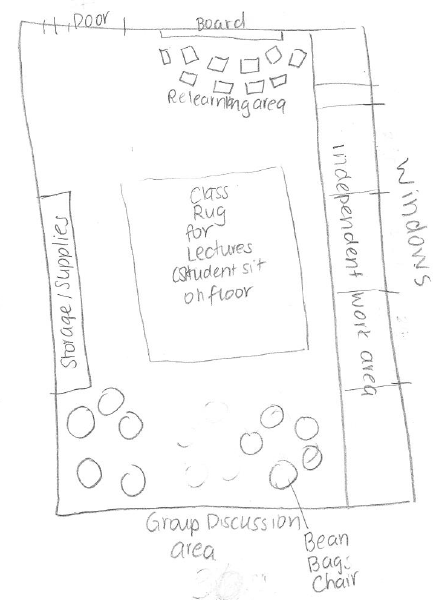 Door
Board
Relearning area
Class
Rug
for
Lectures
(Student sit
on floor
Independent work area
Windows
Storage/Supplies
Group Discussion
area
Bean
Bag
Chair